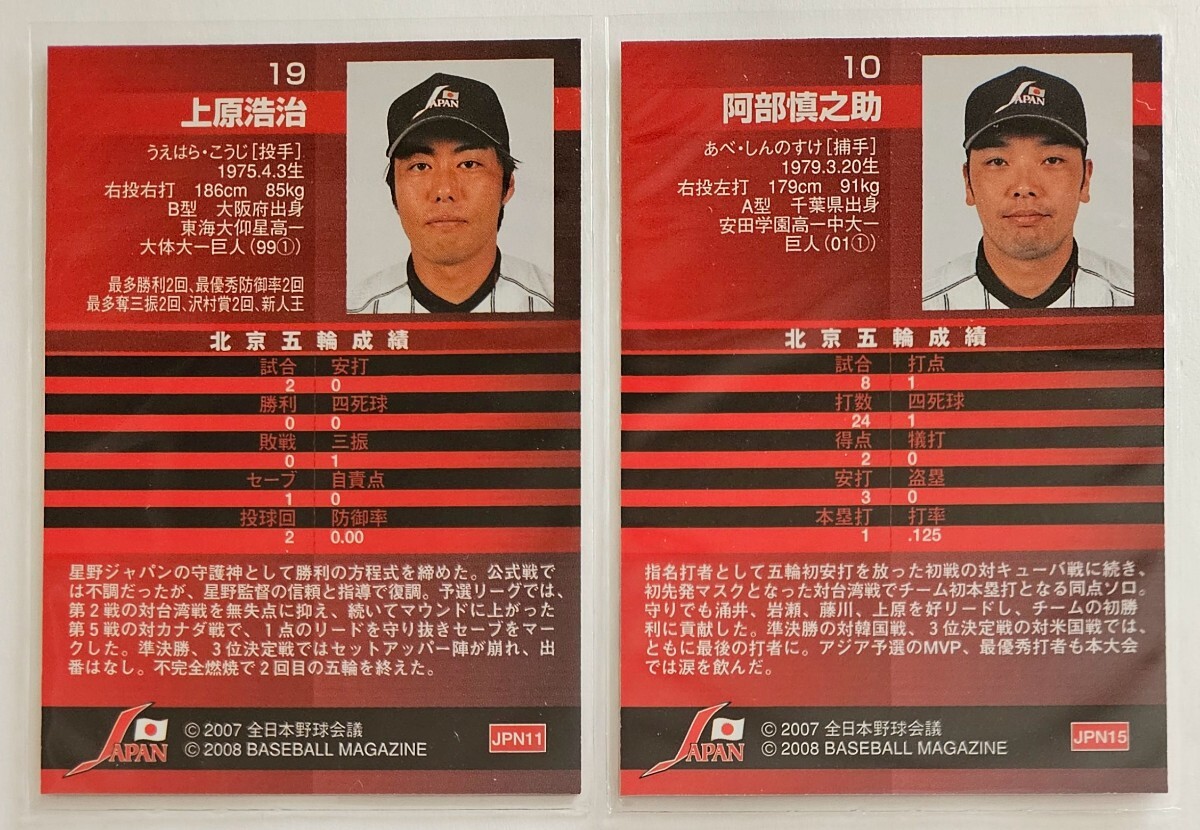 19
上原浩治
うえはら・こうじ[投手]
1975.4.3生
右投右打 186cm 85kg
B型 大阪府出身
東海大仰星高ー
大体大ー巨人(99①)
最多勝利2回、最優秀防御率2回
最多奪三振2回、沢村賞2回、新人王
JAPAN
北京五輪成績
試合 安打
2 0
勝利 四死球
0 0
敗戦 三振
0 1
セーブ 自責点
1 0
投球回 防御率
2 0.00
星野ジャパンの守護神として勝利の方程式を締めた。公式戦で
は不調だったが、星野監督の信頼と指導で復調。予選リーグでは、
第2戦の対台湾戦を無失点に抑え、続いてマウンドに上がった
第5戦の対カナダ戦で、1点のリードを守り抜きセーブをマー
クした。準決勝、3位決定戦ではセットアッパー陣が崩れ、出
番はなし。不完全燃焼で2回目の五輪を終えた。
JAPAN
© 2007 全日本野球会議
© 2008 BASEBALL MAGAZINE
JPN11
10
阿部慎之助
あべ・しんのすけ[捕手]
1979.3.20生
右投左打 179cm 91kg
A型 千葉県出身
安田学園高ー中大ー
巨人(01①)
JAPAN
北京五輪成績
試合 打点
8 1
打数 四死球
24 1
得点 犠打
2 0
安打 盗塁
3 0
本塁打 打率
1 .125
指名打者として五輪初安打を放った初戦の対キューバ戦に続き、
初先発マスクとなった対台湾戦でチーム初本塁打となる同点ソロ。
守りでも涌井、岩瀬、藤川、上原を好リードし、チームの初勝
利に貢献した。準決勝の対韓国戦、3位決定戦の対米国戦では、
ともに最後の打者に。アジア予選のMVP、最優秀打者も本大会
では涙を飲んだ。
JAPAN
© 2007 全日本野球会議
© 2008 BASEBALL MAGAZINE
JPN15